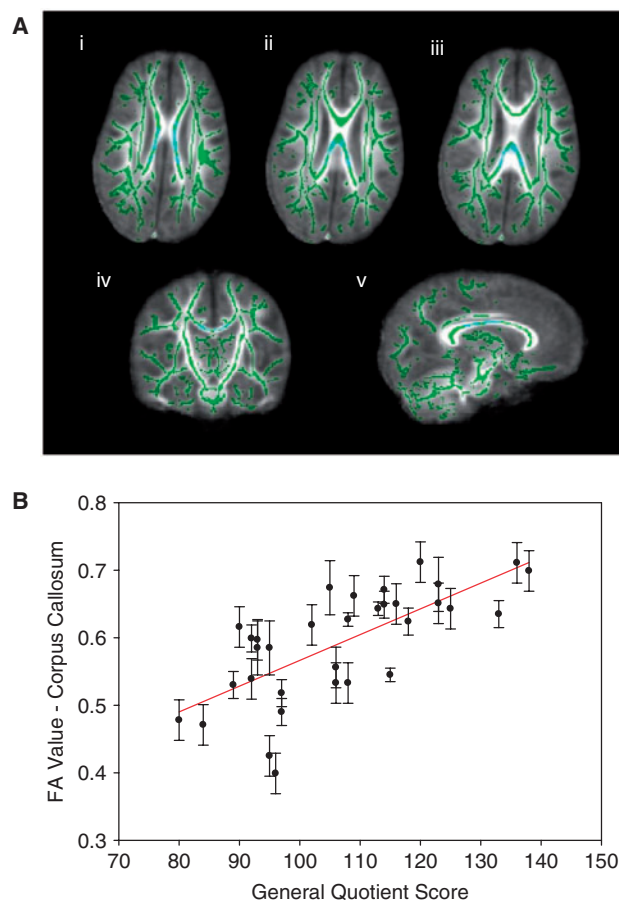 A
i
ii
iii
iv
v
B
0.8
0.7
0.6
0.5
0.4
0.3
FA Value - Corpus Callosum
70
80
90
100
110
120
130
140
150
General Quotient Score